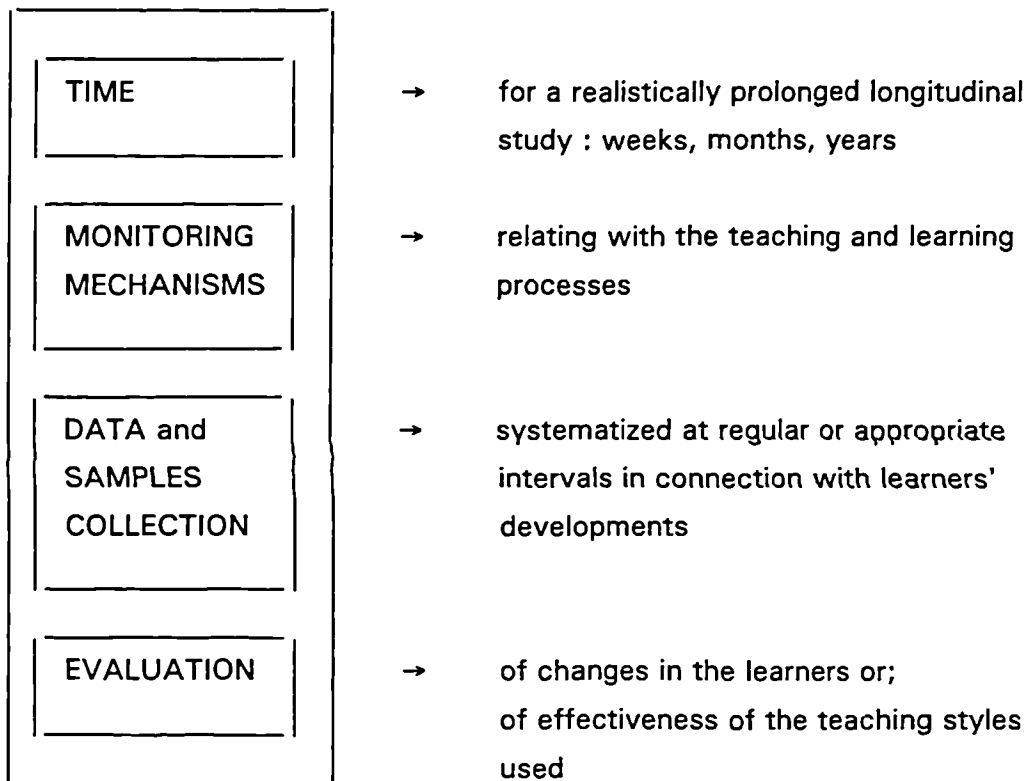 TIME → for a realistically prolonged longitudinal
study : weeks, months, years
MONITORING → relating with the teaching and learning
MECHANISMS processes
DATA and → systematized at regular or appropriate
SAMPLES intervals in connection with learners'
COLLECTION developments
EVALUATION → of changes in the learners or;
of effectiveness of the teaching styles
used